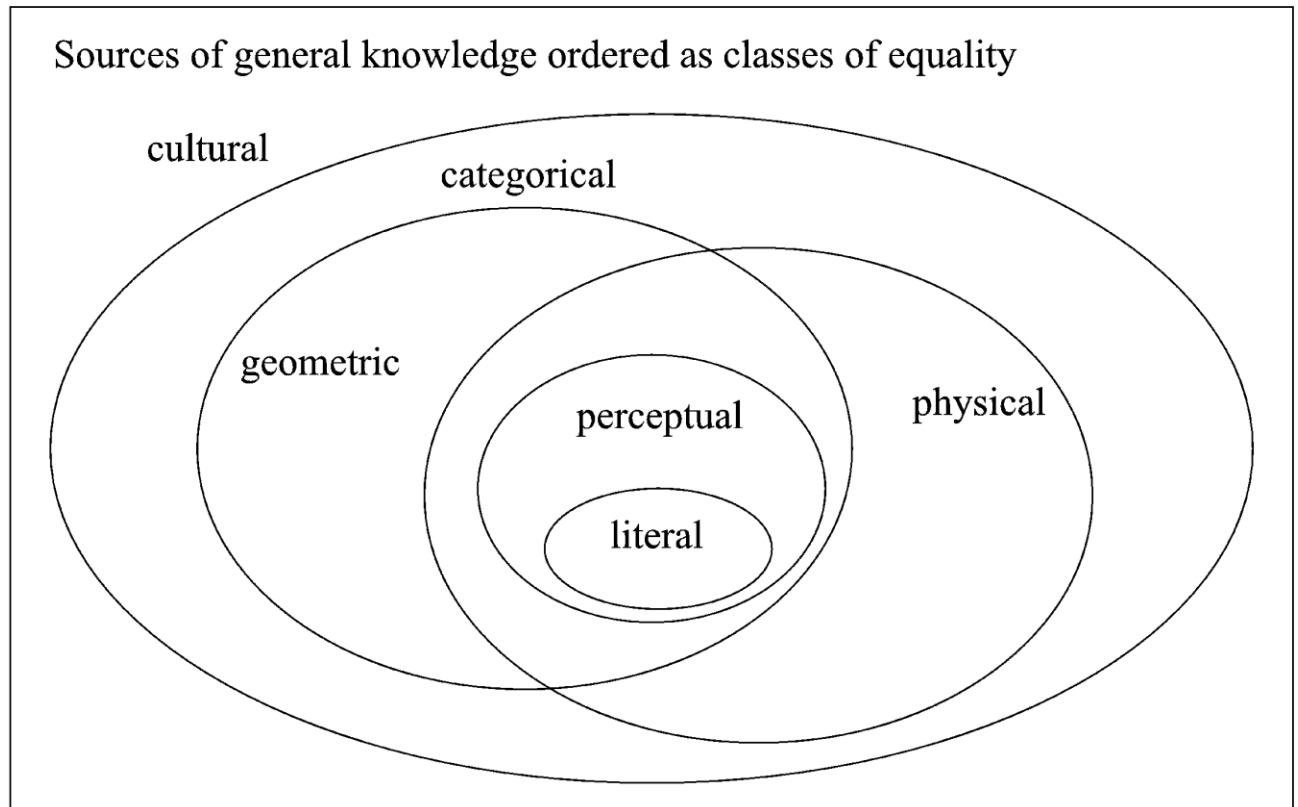 Sources of general knowledge ordered as classes of equality
cultural
categorical
geometric
perceptual
physical
literal